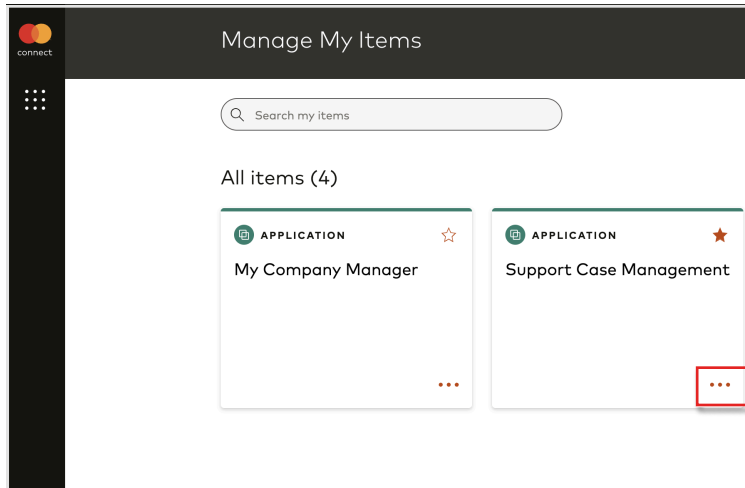 connect
Manage My Items
Search my items
All items (4)
APPLICATION
My Company Manager
APPLICATION
Support Case Management